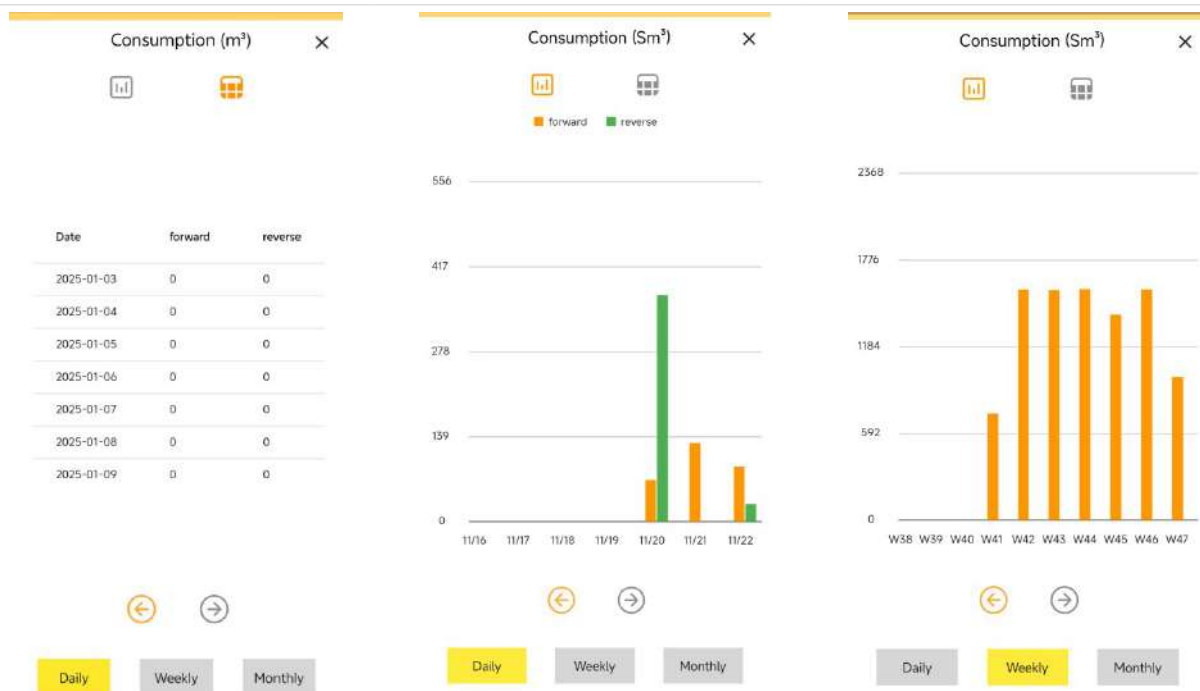 Consumption (m³)
Date forward reverse
2025-01-03 0 0
2025-01-04 0 0
2025-01-05 0 0
2025-01-06 0 0
2025-01-07 0 0
2025-01-08 0 0
2025-01-09 0 0
Daily Weekly Monthly
Consumption (Sm³)
forward reverse
556
417
278
139
0
11/16 11/17 11/18 11/19 11/20 11/21 11/22
Daily Weekly Monthly
Consumption (Sm³)
2368
1776
1184
592
0
W38 W39 W40 W41 W42 W43 W44 W45 W46 W47
Daily Weekly Monthly